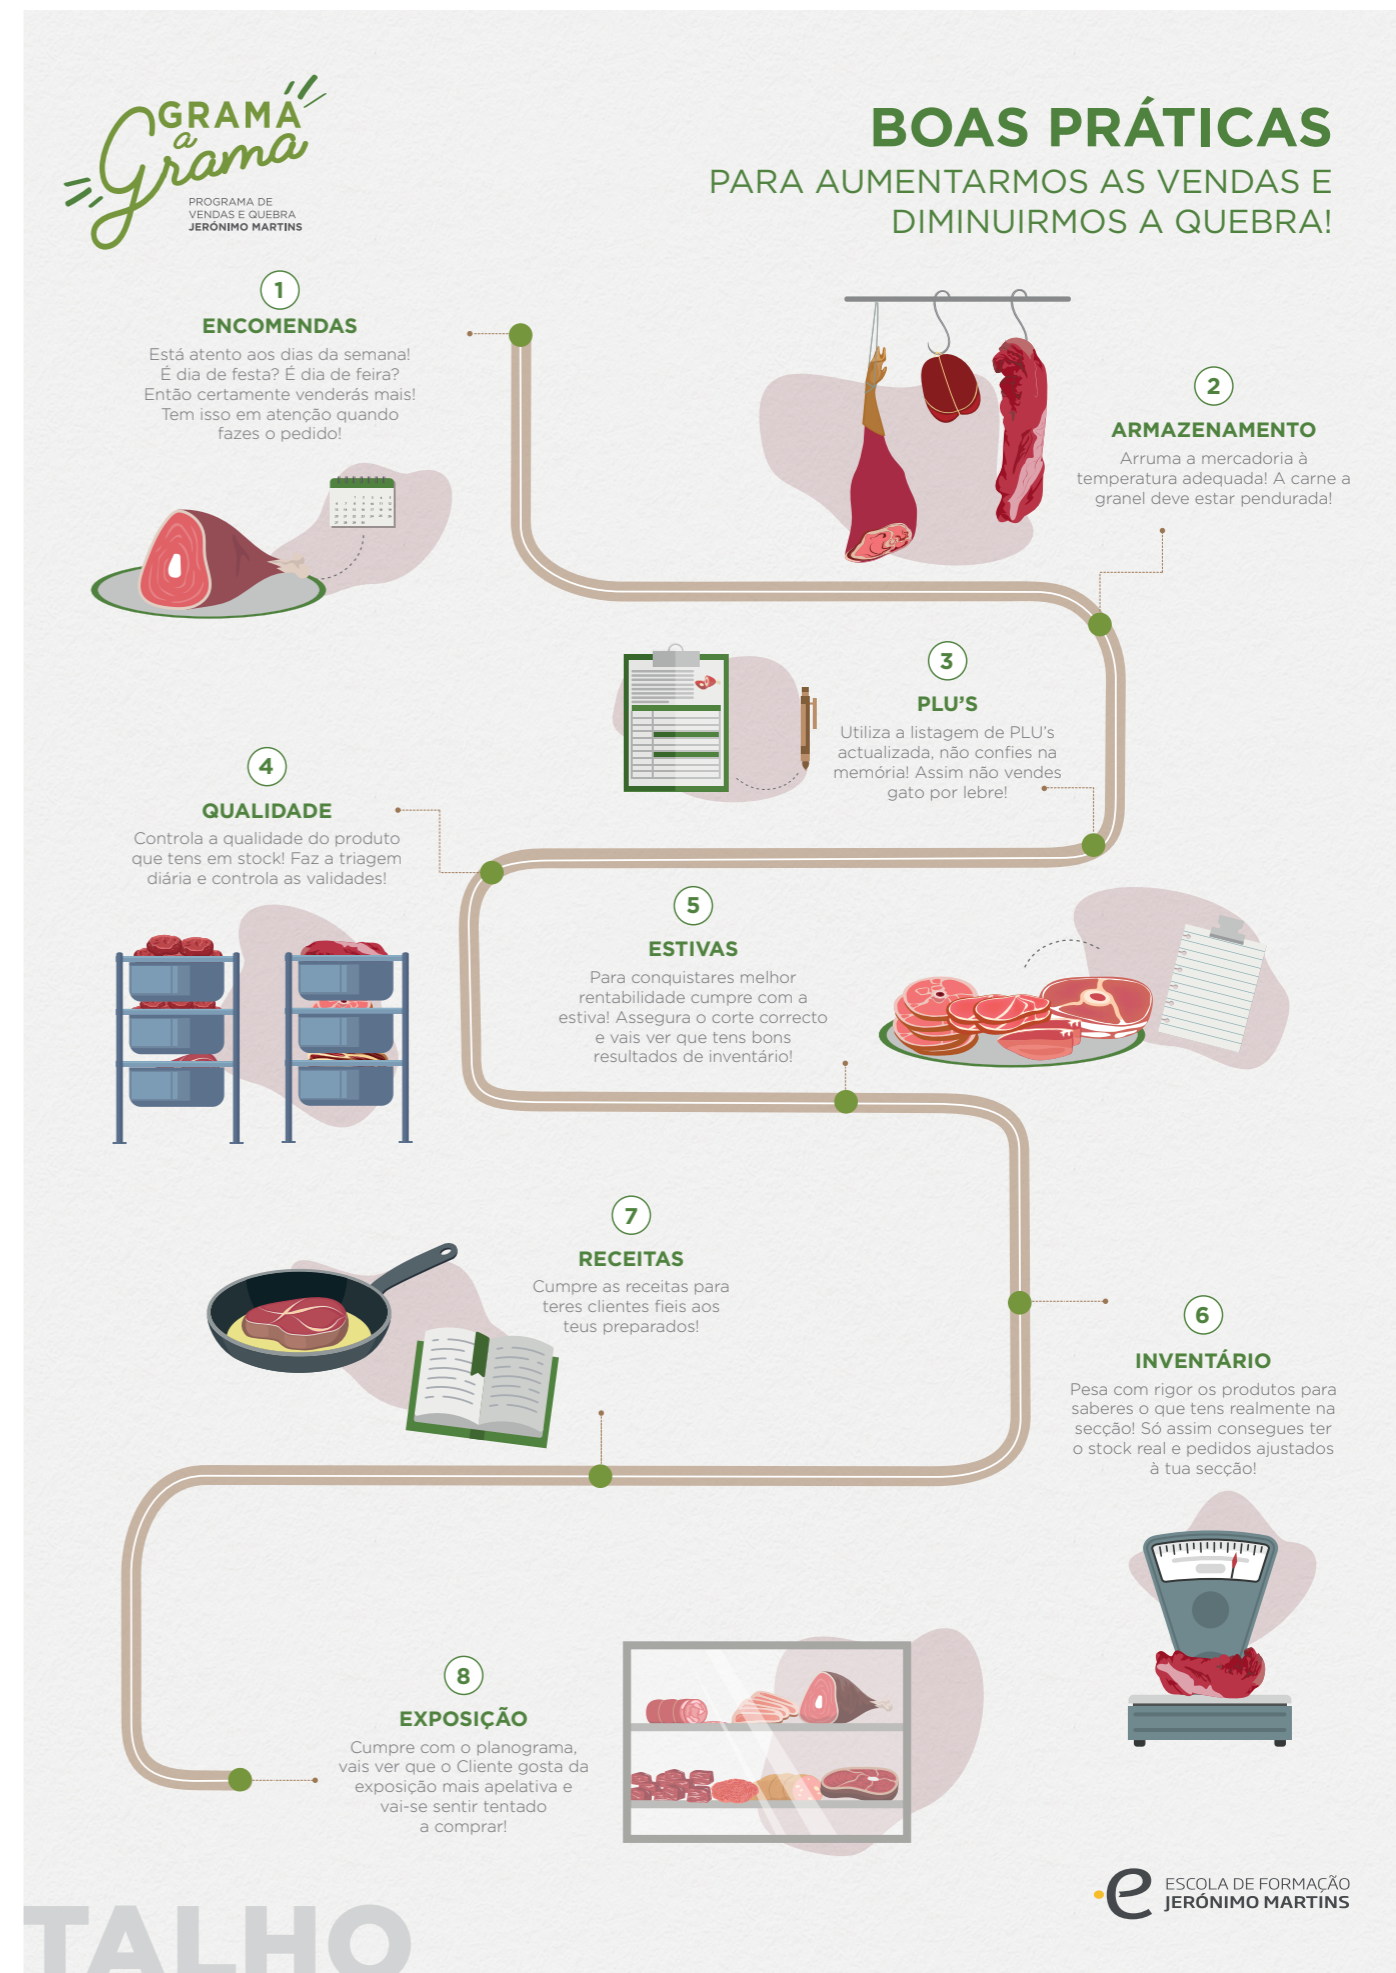 GRAMA
a
Grama
PROGRAMA DE
VENDAS E QUEBRA
JERÓNIMO MARTINS
BOAS PRÁTICAS
PARA AUMENTARMOS AS VENDAS E
DIMINUIRMOS A QUEBRA!
1
ENCOMENDAS
Está atento aos dias da semana!
É dia de festa? É dia de feira?
Então certamente venderás mais!
Tem isso em atenção quando
fazes o pedido!
2
ARMAZENAMENTO
Arruma a mercadoria à
temperatura adequada! A carne a
granel deve estar pendurada!
3
PLU'S
Utiliza a listagem de PLU's
actualizada, não confies na
memória! Assim não vendes
gato por lebre!
4
QUALIDADE
Controla a qualidade do produto
que tens em stock! Faz a triagem
diária e controla as validades!
5
ESTIVAS
Para conquistares melhor
rentabilidade cumpre com a
estiva! Assegura o corte correcto
e vais ver que tens bons
resultados de inventário!
6
INVENTÁRIO
Pesa com rigor os produtos para
saberes o que tens realmente na
secção! Só assim consegues ter
o stock real e pedidos ajustados
à tua secção!
7
RECEITAS
Cumpre as receitas para
teres clientes fieis aos
teus preparados!
8
EXPOSIÇÃO
Cumpre com o planograma,
vais ver que o Cliente gosta da
exposição mais apelativa e
vai-se sentir tentado
a comprar!
TALHO
e
ESCOLA DE FORMAÇÃO
JERÓNIMO MARTINS